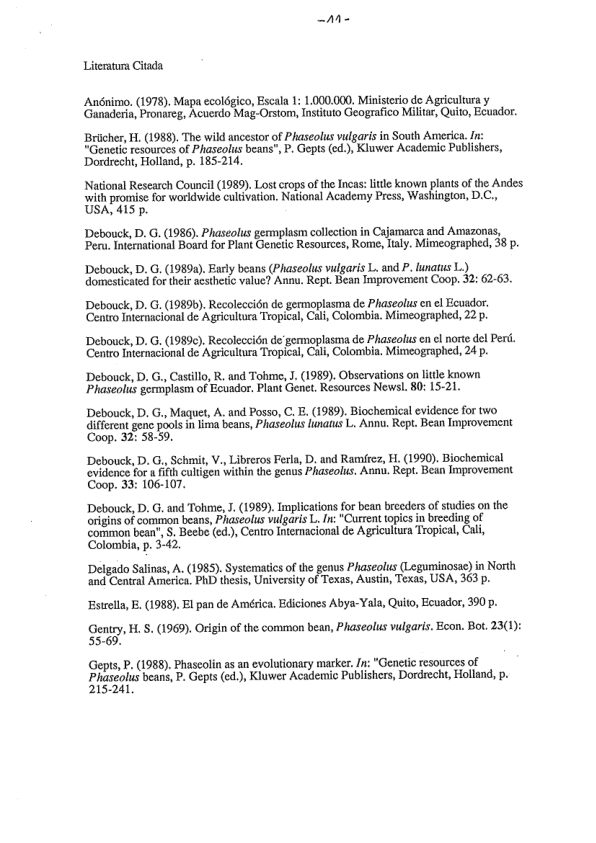 -11-
Literatura Citada
Anónimo. (1978). Mapa ecológico, Escala 1: 1.000.000. Ministerio de Agricultura y
Ganaderia, Pronareg, Acuerdo Mag-Orstom, Instituto Geografico Militar, Quito, Ecuador.
Brücher, H. (1988). The wild ancestor of Phaseolus vulgaris in South America. In:
"Genetic resources of Phaseolus beans", P. Gepts (ed.), Kluwer Academic Publishers,
Dordrecht, Holland, p. 185-214.
National Research Council (1989). Lost crops of the Incas: little known plants of the Andes
with promise for worldwide cultivation. National Academy Press, Washington, D.C.,
USA, 415 p.
Debouck, D. G. (1986). Phaseolus germplasm collection in Cajamarca and Amazonas,
Peru. International Board for Plant Genetic Resources, Rome, Italy. Mimeographed, 38 p.
Debouck, D. G. (1989a). Early beans (Phaseolus vulgaris L. and P. lunatus L.)
domesticated for their aesthetic value? Annu. Rept. Bean Improvement Coop. 32: 62-63.
Debouck, D. G. (1989b). Recolección de germoplasma de Phaseolus en el Ecuador.
Centro Internacional de Agricultura Tropical, Cali, Colombia. Mimeographed, 22 p.
Debouck, D. G. (1989c). Recolección de germoplasma de Phaseolus en el norte del Perú.
Centro Internacional de Agricultura Tropical, Cali, Colombia. Mimeographed, 24 p.
Debouck, D. G., Castillo, R. and Tohme, J. (1989). Observations on little known
Phaseolus germplasm of Ecuador. Plant Genet. Resources Newsl. 80: 15-21.
Debouck, D. G., Maquet, A. and Posso, C. E. (1989). Biochemical evidence for two
different gene pools in lima beans, Phaseolus lunatus L. Annu. Rept. Bean Improvement
Coop. 32: 58-59.
Debouck, D. G., Schmit, V., Libreros Ferla, D. and Ramírez, H. (1990). Biochemical
evidence for a fifth cultigen within the genus Phaseolus. Annu. Rept. Bean Improvement
Coop. 33: 106-107.
Debouck, D. G. and Tohme, J. (1989). Implications for bean breeders of studies on the
origins of common beans, Phaseolus vulgaris L. In: "Current topics in breeding of
common bean", S. Beebe (ed.), Centro Internacional de Agricultura Tropical, Cali,
Colombia, p. 3-42.
Delgado Salinas, A. (1985). Systematics of the genus Phaseolus (Leguminosae) in North
and Central America. PhD thesis, University of Texas, Austin, Texas, USA, 363 p.
Estrella, E. (1988). El pan de América. Ediciones Abya-Yala, Quito, Ecuador, 390 p.
Gentry, H. S. (1969). Origin of the common bean, Phaseolus vulgaris. Econ. Bot. 23(1):
55-69.
Gepts, P. (1988). Phaseolin as an evolutionary marker. In: "Genetic resources of
Phaseolus beans, P. Gepts (ed.), Kluwer Academic Publishers, Dordrecht, Holland, p.
215-241.